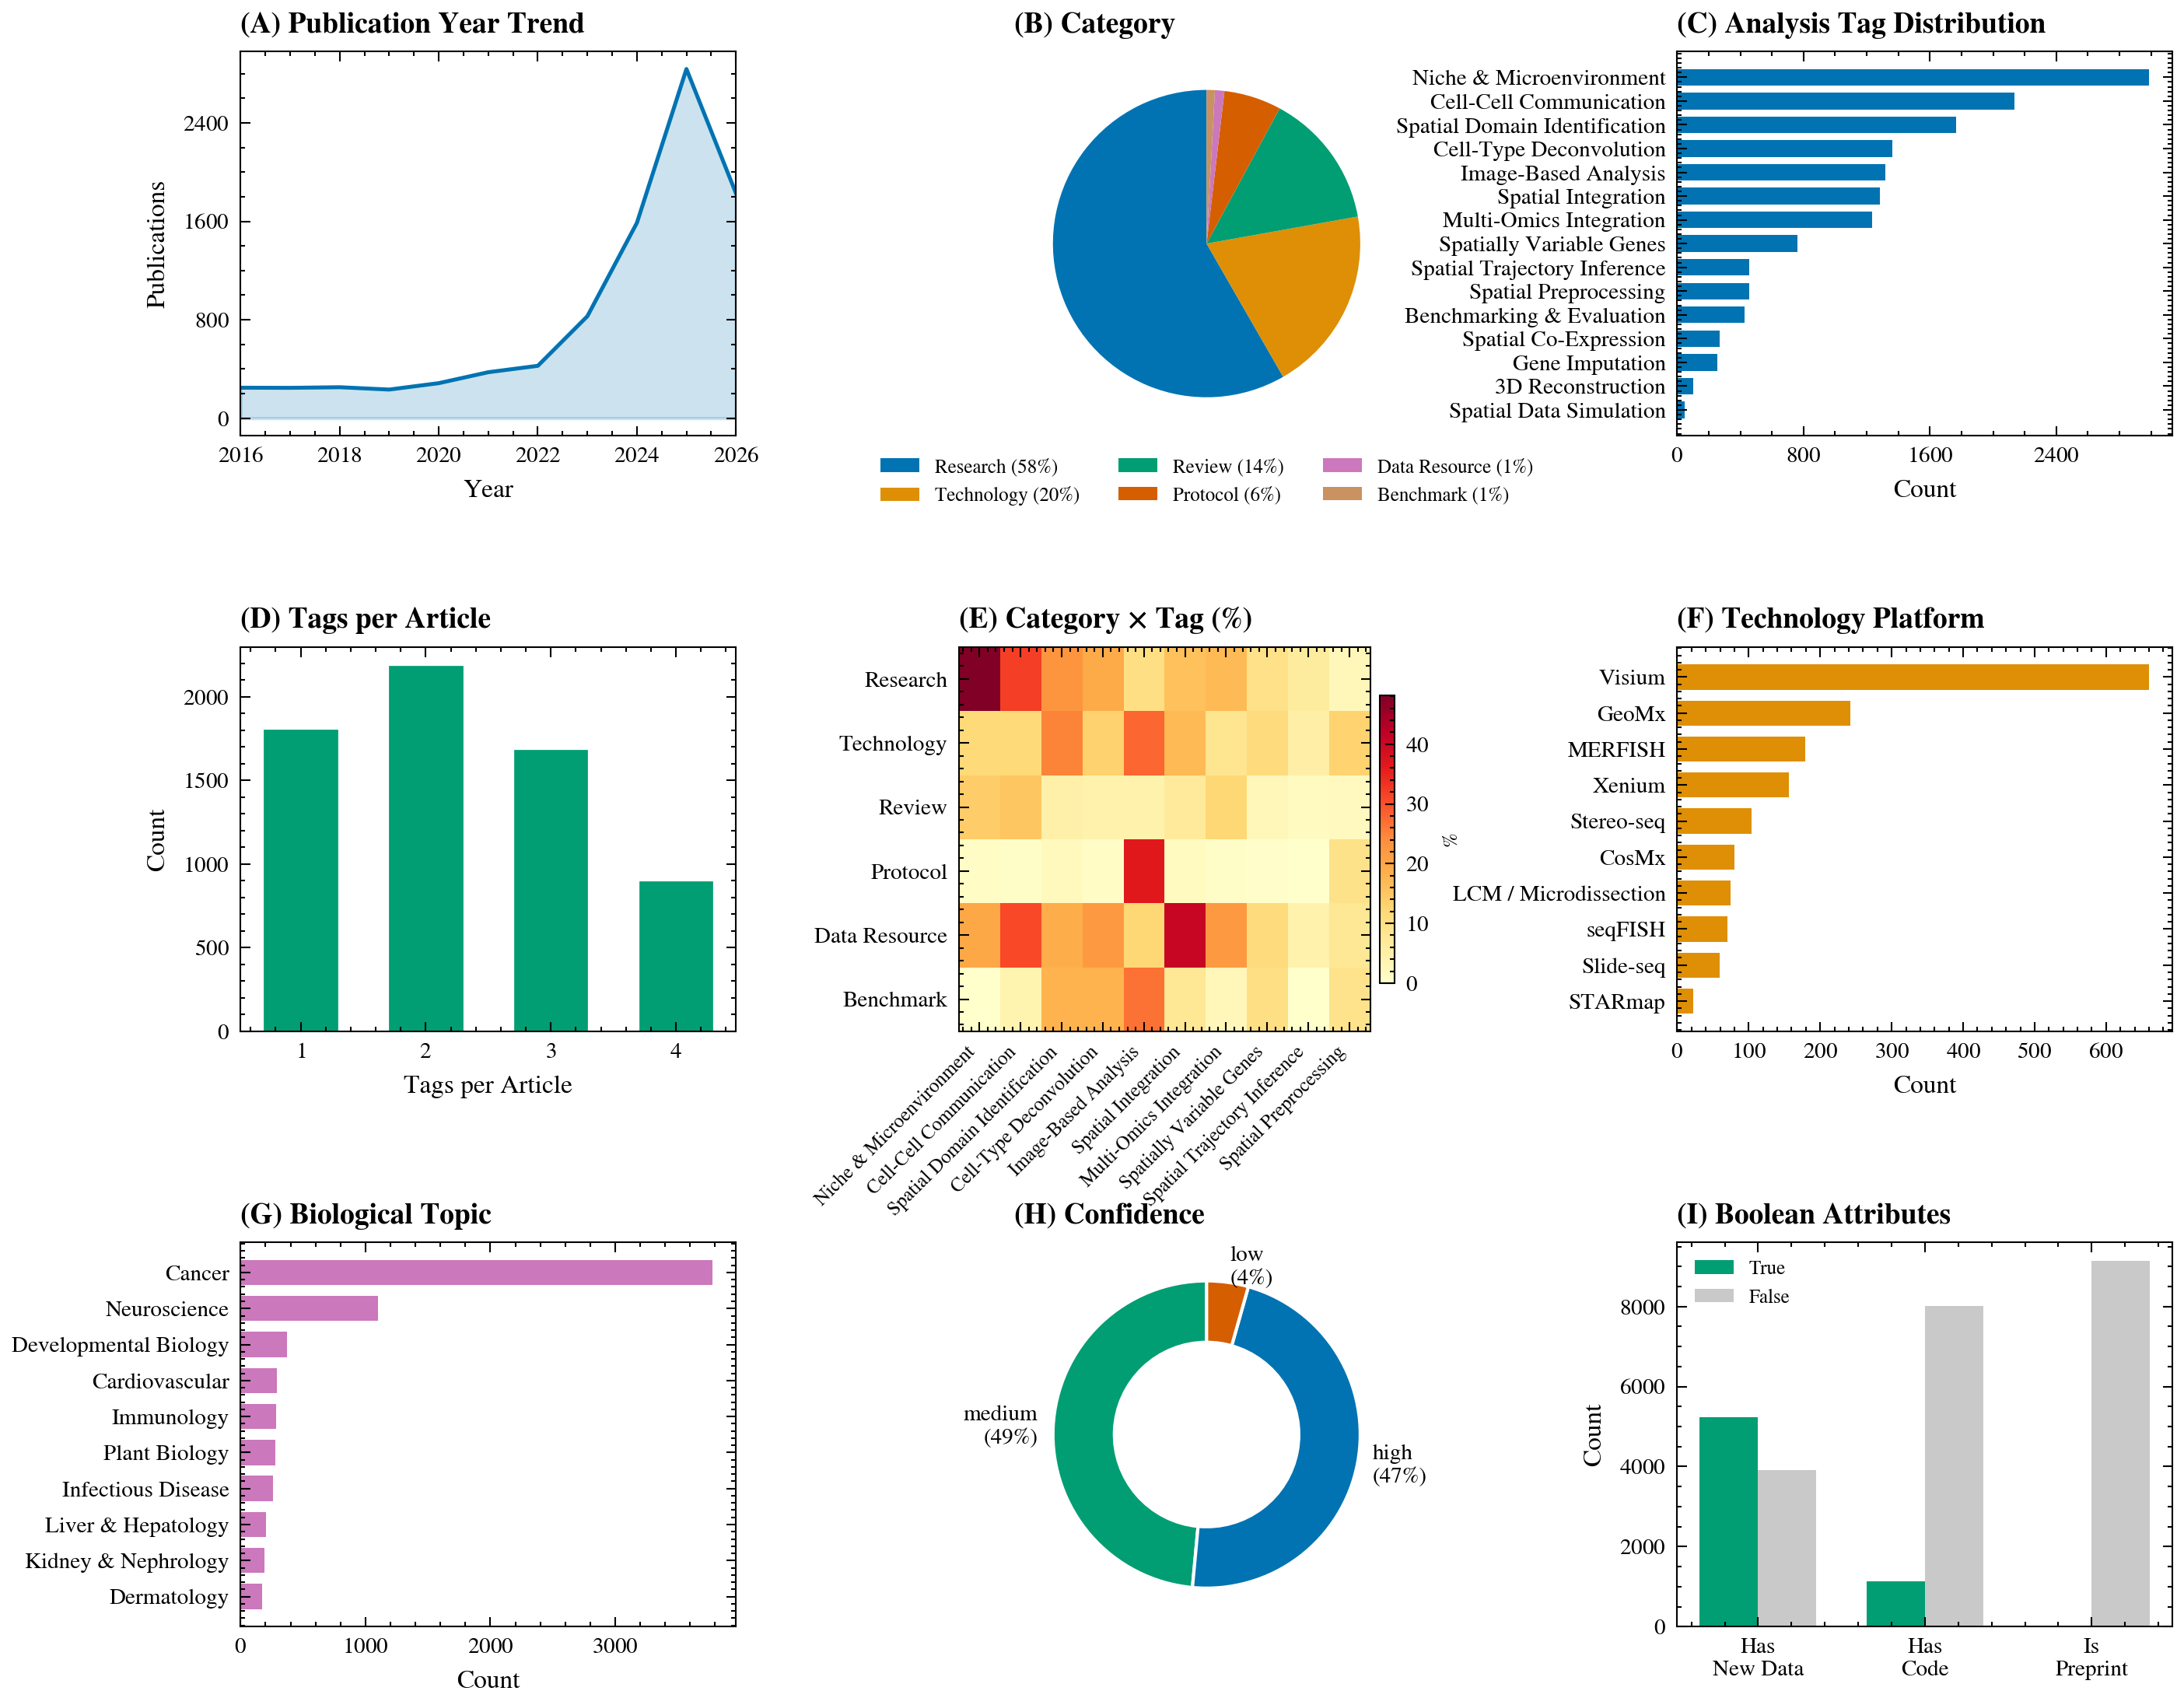 (A) Publication Year Trend
Publications
2400
1600
800
0
2016 2018 2020 2022 2024 2026
Year
(B) Category
Research (58%)
Technology (20%)
Review (14%)
Protocol (6%)
Data Resource (1%)
Benchmark (1%)
(C) Analysis Tag Distribution
Niche & Microenvironment
Cell-Cell Communication
Spatial Domain Identification
Cell-Type Deconvolution
Image-Based Analysis
Spatial Integration
Multi-Omics Integration
Spatially Variable Genes
Spatial Trajectory Inference
Spatial Preprocessing
Benchmarking & Evaluation
Spatial Co-Expression
Gene Imputation
3D Reconstruction
Spatial Data Simulation
0 800 1600 2400
Count
(D) Tags per Article
Count
2000
1500
1000
500
0
1 2 3 4
Tags per Article
(E) Category × Tag (%)
Research
Technology
Review
Protocol
Data Resource
Benchmark
Niche & Microenvironment
Cell-Cell Communication
Spatial Domain Identification
Cell-Type Deconvolution
Image-Based Analysis
Spatial Integration
Multi-Omics Integration
Spatially Variable Genes
Spatial Trajectory Inference
Spatial Preprocessing
40
30
20
10
0
%
(F) Technology Platform
Visium
GeoMx
MERFISH
Xenium
Stereo-seq
CosMx
LCM / Microdissection
seqFISH
Slide-seq
STARmap
0 100 200 300 400 500 600
Count
(G) Biological Topic
Cancer
Neuroscience
Developmental Biology
Cardiovascular
Immunology
Plant Biology
Infectious Disease
Liver & Hepatology
Kidney & Nephrology
Dermatology
0 1000 2000 3000
Count
(H) Confidence
low
(4%)
medium
(49%)
high
(47%)
(I) Boolean Attributes
True
False
Count
8000
6000
4000
2000
0
Has
New Data
Has
Code
Is
Preprint